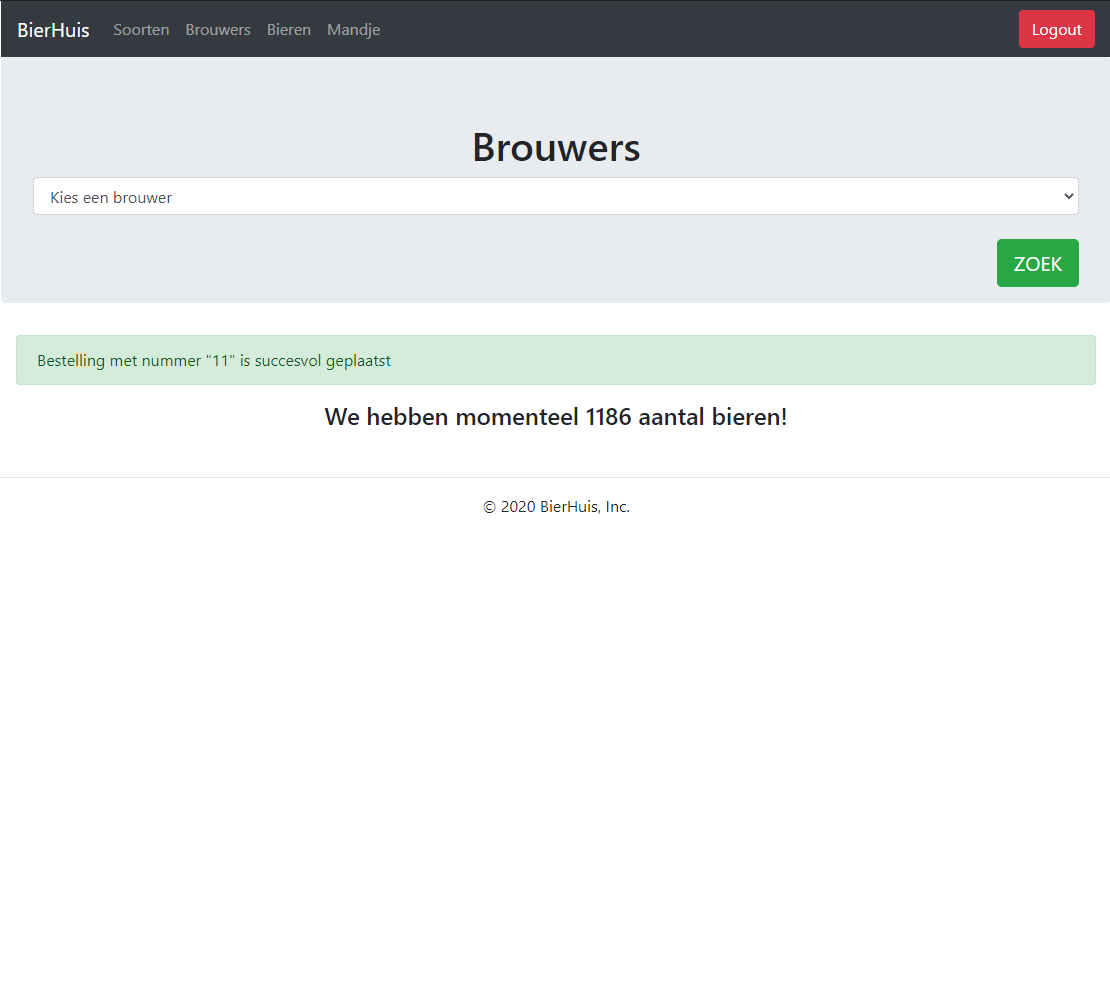 BierHuis Soorten Brouwers Bieren Mandje Logout
Brouwers
Kies een brouwer
ZOEK
Bestelling met nummer "11" is succesvol geplaatst
We hebben momenteel 1186 aantal bieren!
© 2020 BierHuis, Inc.